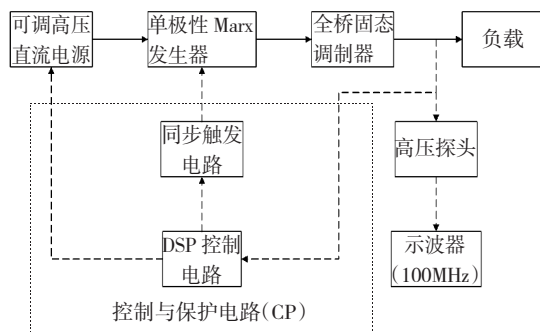 可调高压
直流电源
单极性 Marx
发生器
全桥固态
调制器
负载
同步触发
电路
高压探头
DSP 控制
电路
示波器
(100MHz)
控制与保护电路(CP)